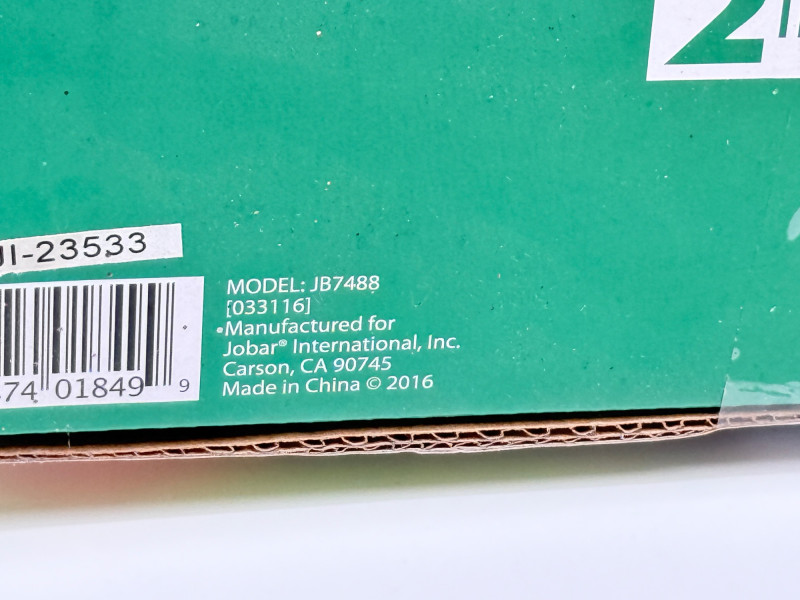 2
JI-23533
MODEL: JB7488
[033116]
•Manufactured for
Jobar® International, Inc.
Carson, CA 90745
Made in China © 2016
74 01849 9